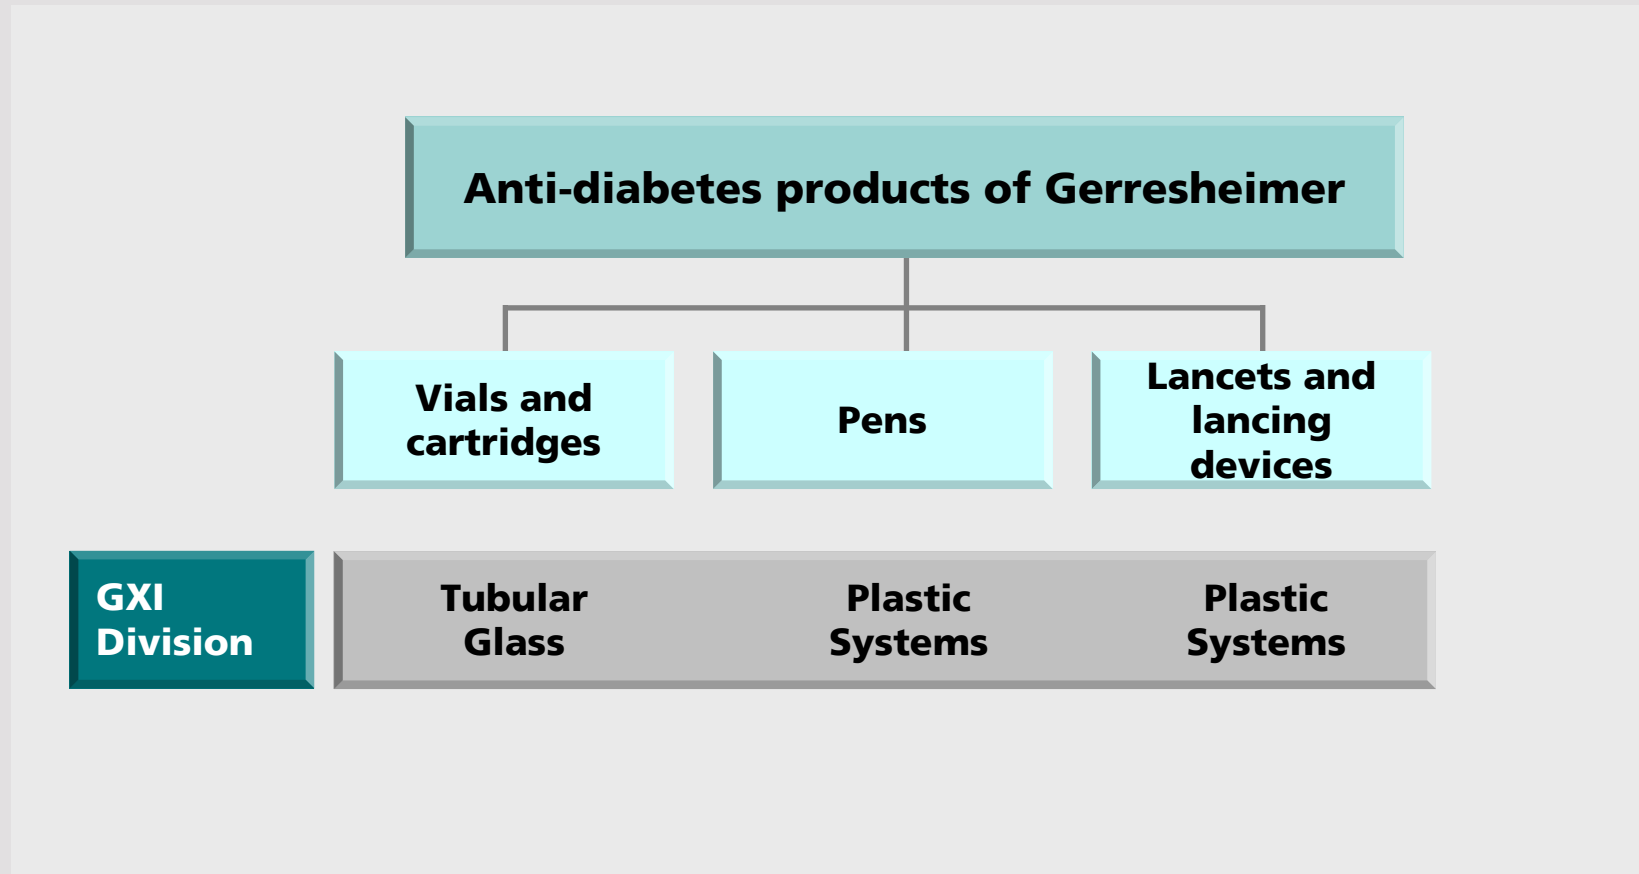 Anti-diabetes products of Gerresheimer
Vials and
cartridges
Pens
Lancets and
lancing
devices
GXI
Division
Tubular
Glass
Plastic
Systems
Plastic
Systems